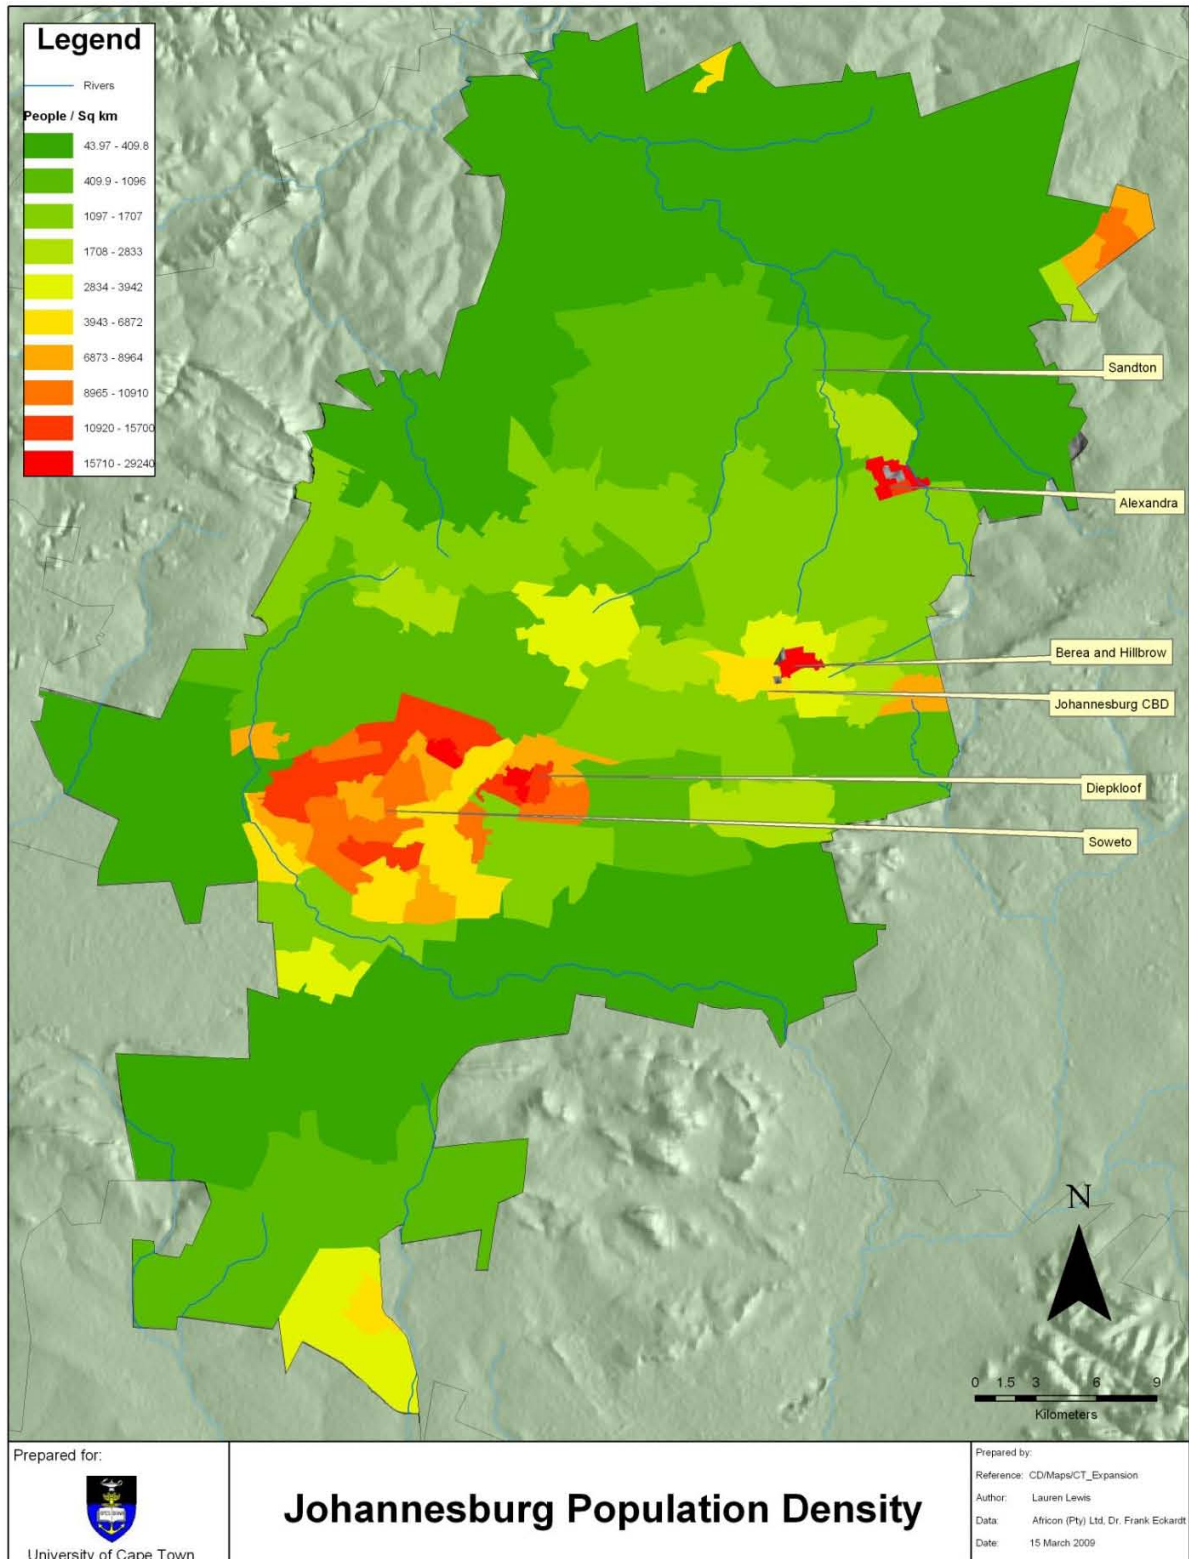 Legend
Rivers
People / Sq km
43.97 - 409.8
409.9 - 1096
1097 - 1707
1708 - 2833
2834 - 3942
3943 - 6872
6873 - 8964
8965 - 10910
10920 - 15700
15710 - 29240
Sandton
Alexandra
Berea and Hillbrow
Johannesburg CBD
Diepkloof
Soweto
N
0 1.5 3 6 9
Kilometers
Prepared for:
University of Cape Town
Johannesburg Population Density
Prepared by:
Reference: CD/Maps/CT_Expansion
Author: Lauren Lewis
Data: Africon (Pty) Ltd, Dr. Frank Eckardt
Date: 15 March 2009